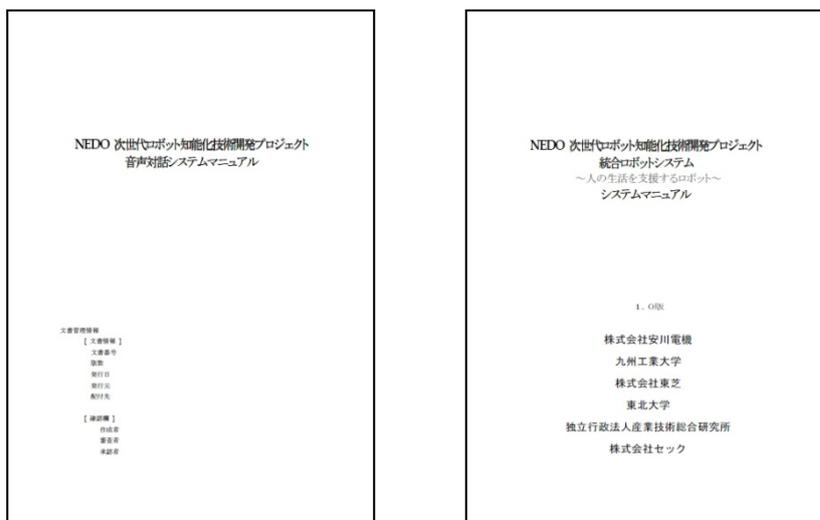 NEDO 次世代ロボット知能化技術開発プロジェクト
音声対話システムマニュアル
文書管理情報
[ 文書情報 ]
文書番号
版数
発行日
発行元
配付先
[ 確認欄 ]
作成者
審査者
承認者
NEDO 次世代ロボット知能化技術開発プロジェクト
統合ロボットシステム
～人の生活を支援するロボット～
システムマニュアル
1．0版
株式会社安川電機
九州工業大学
株式会社東芝
東北大学
独立行政法人産業技術総合研究所
株式会社セック